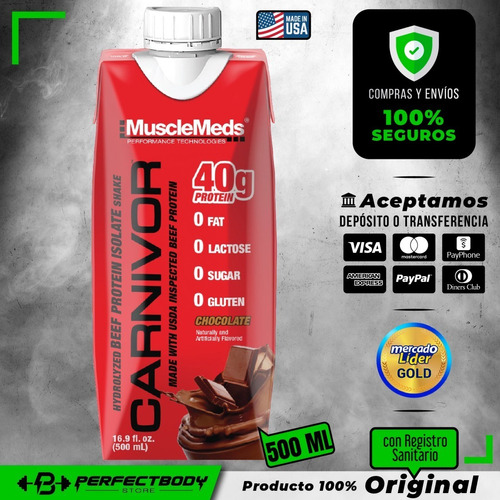 MADE IN
USA
MuscleMeds
PERFORMANCE TECHNOLOGIES
HYDROLYZED BEEF PROTEIN ISOLATE SHAKE
CARNIVOR
MADE WITH USDA INSPECTED BEEF PROTEIN
40g
PROTEIN
0 FAT
0 LACTOSE
0 SUGAR
0 GLUTEN
CHOCOLATE
Naturally and
Artificially Flavored
16.9 fl. oz.
(500 mL)
500 ML
COMPRAS Y ENVÍOS
100%
SEGUROS
Aceptamos
DEPÓSITO O TRANSFERENCIA
VISA
mastercard
PayPhone
AMERICAN
EXPRESS
PayPal
Diners Club
mercado
Líder
GOLD
con Registro
Sanitario
B PERFECTBODY
STORE
Producto 100% Original